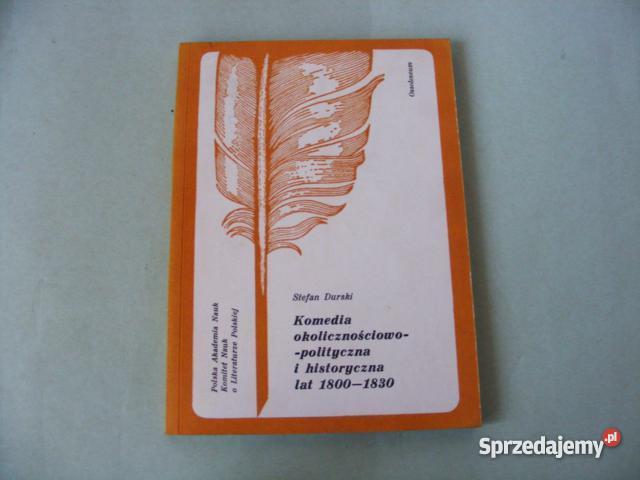 Ossolineum
Stefan Durski
Komedia
okolicznościowo-
-polityczna
i historyczna
lat 1800—1830
Polska Akademia Nauk
Komitet Nauk
o Literaturze Polskiej
Sprzedajemy.pl